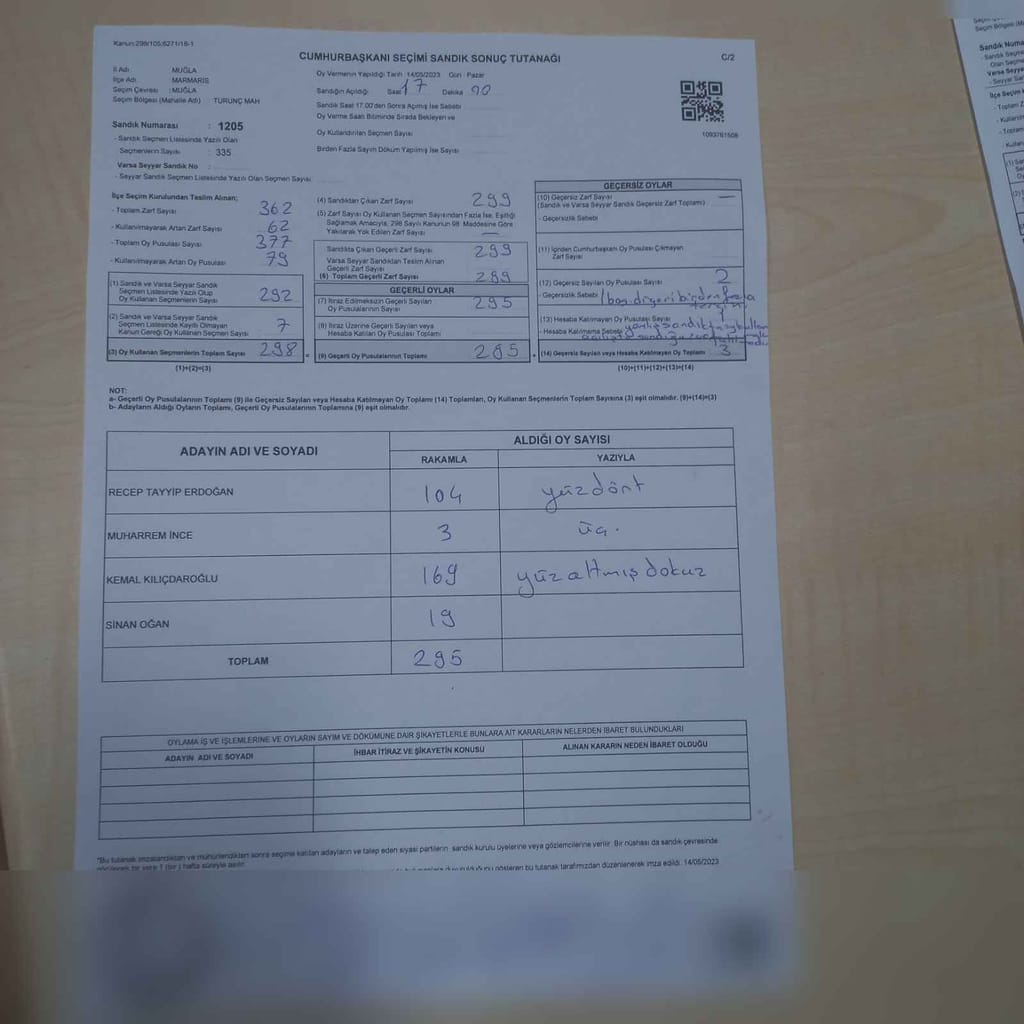 Kanun:298/105;6271/18-1
CUMHURBAŞKANI SEÇİMİ SANDIK SONUÇ TUTANAĞI
C/2
İl Adı : MUĞLA
İlçe Adı : MARMARİS
Seçim Çevresi : MUĞLA
Seçim Bölgesi (Mahalle Adı) : TURUNÇ MAH
Oy Vermenin Yapıldığı Tarih 14/05/2023 Gün : Pazar
Sandığın Açıldığı Saat 17 Dakika
Sandık Saat 17.00'den Sonra Açılmış İse Sebebi
Oy Verme Saati Bitiminde Sırada Bekleyen ve
Oy Kullandırılan Seçmen Sayısı
Birden Fazla Sayım Döküm Yapılmış İse Sayısı
1093761508
Sandık Numarası : 1205
- Sandık Seçmen Listesinde Yazılı Olan
Seçmenlerin Sayısı : 335
Varsa Seyyar Sandık No
- Seyyar Sandık Seçmen Listesinde Yazılı Olan Seçmen Sayısı
İlçe Seçim Kurulundan Teslim Alınan;
- Toplam Zarf Sayısı 362
- Kullanılmayarak Artan Zarf Sayısı 62
- Toplam Oy Pusulası Sayısı 377
- Kullanılmayarak Artan Oy Pusulası 79
(1) Sandık ve Varsa Seyyar Sandık
Seçmen Listesinde Yazılı Olup
Oy Kullanan Seçmenlerin Sayısı 292
(2) Sandık ve Varsa Seyyar Sandık
Seçmen Listesinde Kayıtlı Olmayan
Kanun Gereği Oy Kullanan Seçmen Sayısı 7
(3) Oy Kullanan Seçmenlerin Toplam Sayısı 298
(1)+(2)=(3)
(4) Sandıktan Çıkan Zarf Sayısı 299
(5) Zarf Sayısı Oy Kullanan Seçmen Sayısından Fazla İse, Eşitliği
Sağlamak Amacıyla, 298 Sayılı Kanunun 98. Maddesine Göre
Yakılarak Yok Edilen Zarf Sayısı —
Sandıkta Çıkan Geçerli Zarf Sayısı 299
Varsa Seyyar Sandıktan Teslim Alınan
Geçerli Zarf Sayısı
(6) Toplam Geçerli Zarf Sayısı 299
GEÇERLİ OYLAR
(7) İtiraz Edilmeksizin Geçerli Sayılan
Oy Pusulalarının Sayısı 295
(8) İtiraz Üzerine Geçerli Sayılan veya
Hesaba Katılan Oy Pusulası Toplamı
(9) Geçerli Oy Pusulalarının Toplamı 295
GEÇERSİZ OYLAR
(10) Geçersiz Zarf Sayısı —
(Sandık ve Varsa Seyyar Sandık Geçersiz Zarf Toplamı)
- Geçersizlik Sebebi
(11) İçinden Cumhurbaşkanı Oy Pusulası Çıkmayan
Zarf Sayısı
(12) Geçersiz Sayılan Oy Pusulası Sayısı 2
- Geçersizlik Sebebi 1 boş diğeri birden fazla
tercih
(13) Hesaba Katılmayan Oy Pusulası Sayısı 1
- Hesaba Katılmama Sebebi yanlış sandıkta
(14) Geçersiz Sayılan veya Hesaba Katılmayan Oy Toplamı 3
(10)+(11)+(12)+(13)=(14)
NOT:
a- Geçerli Oy Pusulalarının Toplamı (9) ile Geçersiz Sayılan veya Hesaba Katılmayan Oy Toplamı (14) Toplamları, Oy Kullanan Seçmenlerin Toplam Sayısına (3) eşit olmalıdır. (9)+(14)=(3)
b- Adayların Aldığı Oyların Toplamı, Geçerli Oy Pusulalarının Toplamına (9) eşit olmalıdır.
ADAYIN ADI VE SOYADI
ALDIĞI OY SAYISI
RAKAMLA YAZIYLA
RECEP TAYYİP ERDOĞAN 104 yüzdört
MUHARREM İNCE 3 üç.
KEMAL KILIÇDAROĞLU 169 yüz altmış dokuz
SİNAN OĞAN 19
TOPLAM 295
OYLAMA İŞ VE İŞLEMLERİNE VE OYLARIN SAYIM VE DÖKÜMÜNE DAİR ŞİKAYETLERLE BUNLARA AİT KARARLARIN NELERDEN İBARET BULUNDUKLARI
ADAYIN ADI VE SOYADI İHBAR İTİRAZ VE ŞİKAYETİN KONUSU ALINAN KARARIN NEDEN İBARET OLDUĞU
*Bu tutanak imzalandıktan ve mühürlendikten sonra seçime katılan adayların ve talep eden siyasi partilerin sandık kurulu üyelerine veya gözlemcilerine verilir. Bir nüshası da sandık çevresinde
görülecek bir yere 1 (bir) hafta süreyle asılır.
olduğunu gösteren bu tutanak tarafımızdan düzenlenerek imza edildi. 14/05/2023
Sandık Numarası